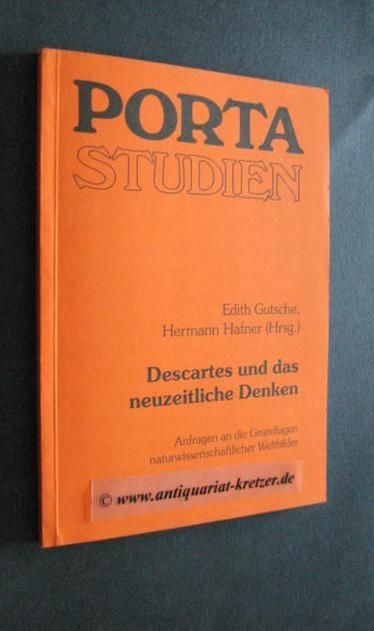 PORTA
STUDIEN
Edith Gutsche,
Hermann Hafner (Hrsg.)
Descartes und das
neuzeitliche Denken
Anfragen an die Grundlagen
naturwissenschaftlicher Weltbilder
© www.antiquariat-kretzer.de